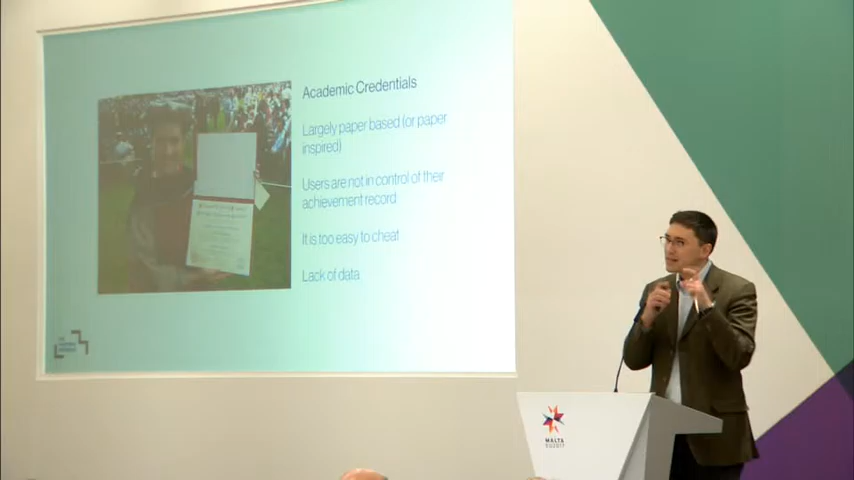 Academic Credentials
Largely paper based (or paper
inspired)
Users are not in control of their
achievement record
It is too easy to cheat
Lack of data
MALTA
EU2017